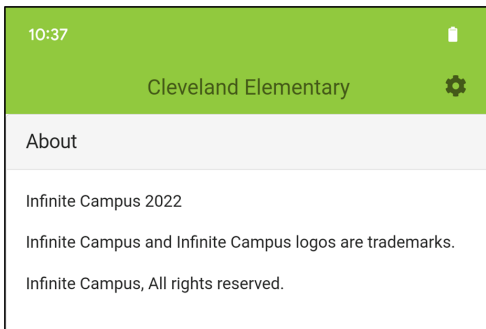 10:37
Cleveland Elementary
About
Infinite Campus 2022
Infinite Campus and Infinite Campus logos are trademarks.
Infinite Campus, All rights reserved.